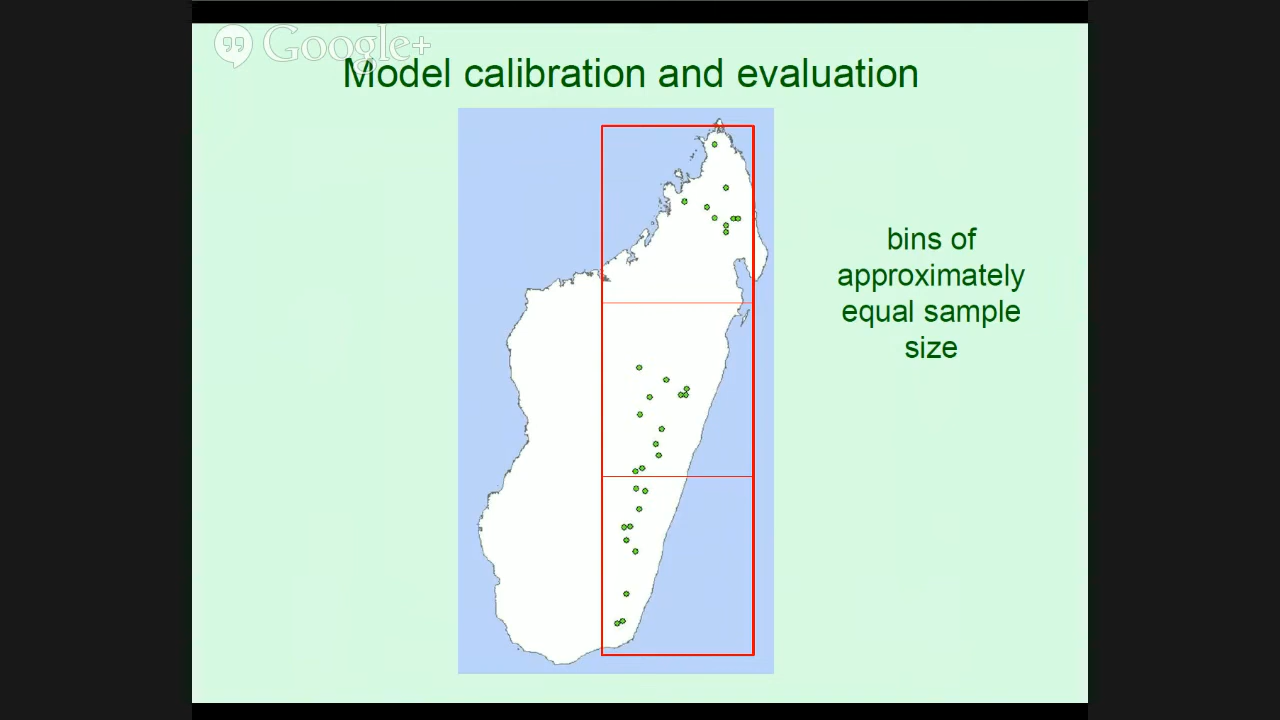 Google+
Model calibration and evaluation
bins of
approximately
equal sample
size